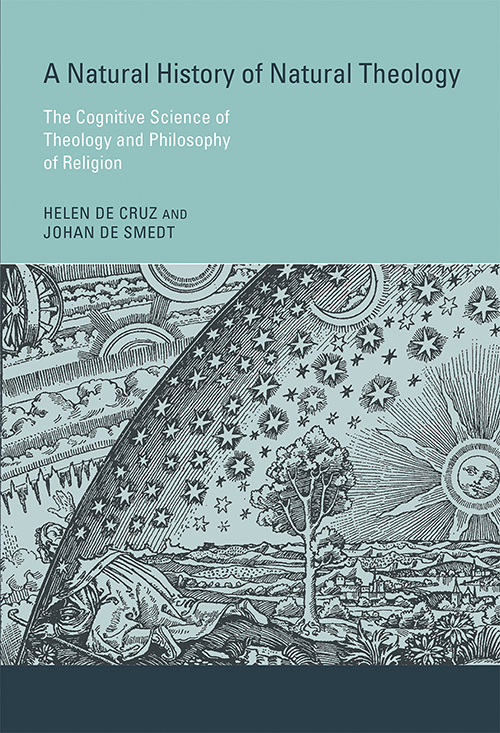 A Natural History of Natural Theology
The Cognitive Science of
Theology and Philosophy
of Religion
HELEN DE CRUZ AND
JOHAN DE SMEDT